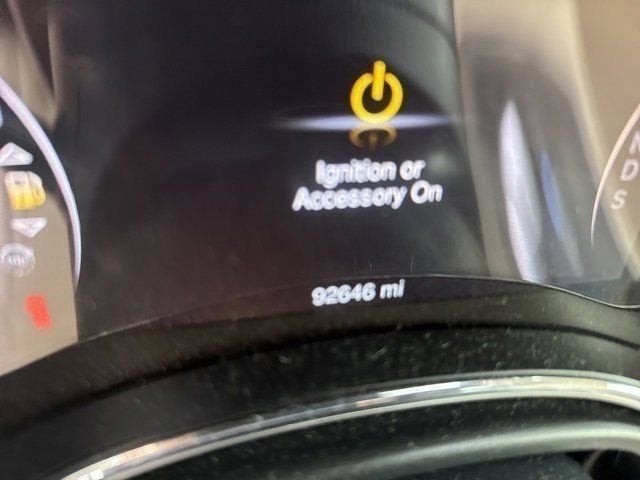 Ignition or
Accessory On
92646 mi
D
S